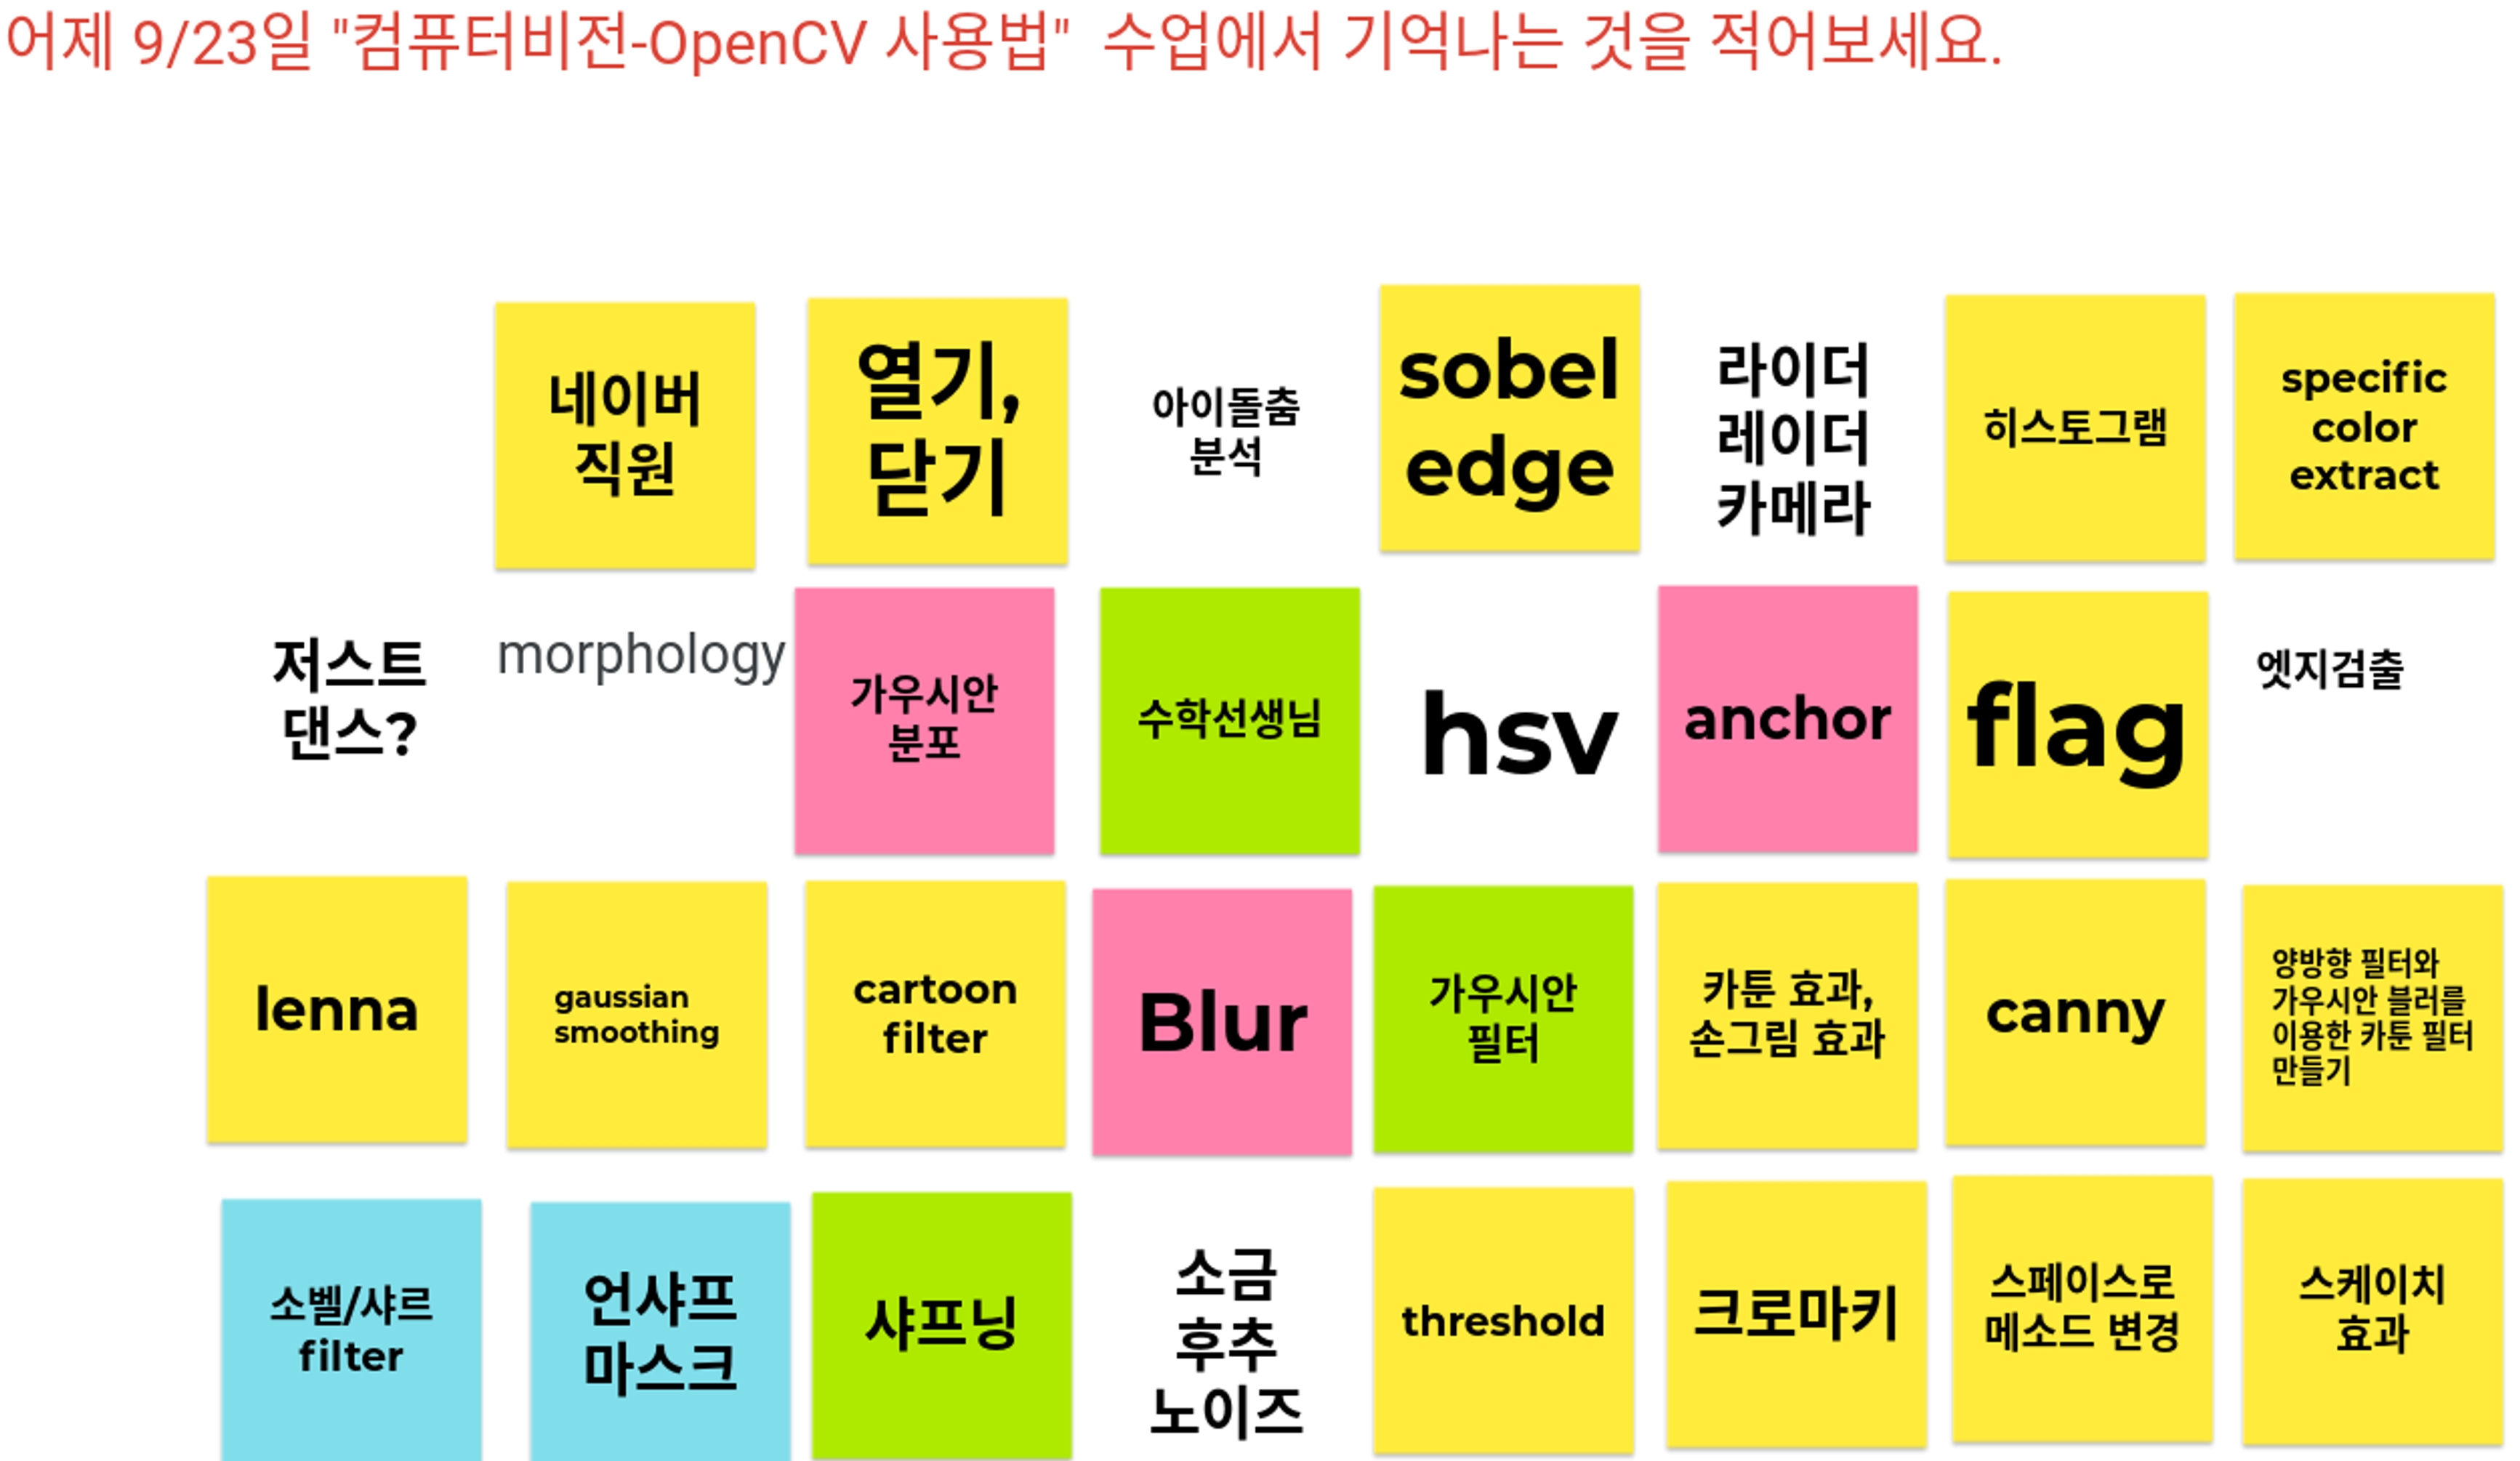 어제 9/23일 "컴퓨터비전-OpenCV 사용법" 수업에서 기억나는 것을 적어보세요.
네이버
직원
열기,
닫기
아이돌춤
분석
sobel
edge
라이더
레이더
카메라
히스토그램
specific
color
extract
저스트
댄스?
morphology
가우시안
분포
수학선생님
hsv
anchor
flag
엣지검출
lenna
gaussian
smoothing
cartoon
filter
Blur
가우시안
필터
카툰 효과,
손그림 효과
canny
양방향 필터와
가우시안 블러를
이용한 카툰 필터
만들기
소벨/샤르
filter
언샤프
마스크
샤프닝
소금
후추
노이즈
threshold
크로마키
스페이스로
메소드 변경
스케이치
효과